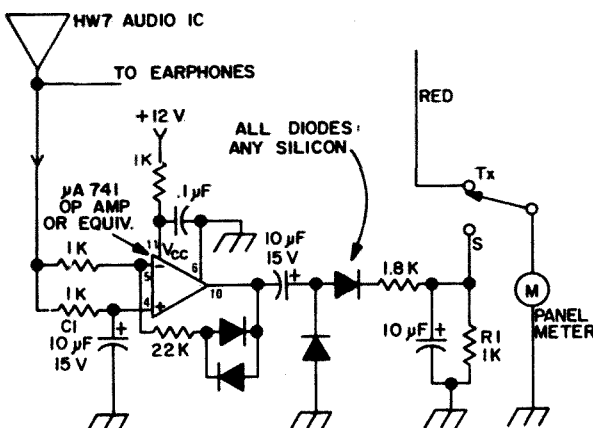 HW7 AUDIO IC
TO EARPHONES
+12 V.
1K
.1µF
ALL DIODES:
ANY SILICON
RED
Tx
S
µA 741
OP AMP
OR EQUIV.
11
VCC
1K
5
-
6
10
4
+
1K
C1
10 µF
15 V
+
22K
10 µF
15 V
+
1.8K
10 µF
+
R1
1K
M
PANEL
METER